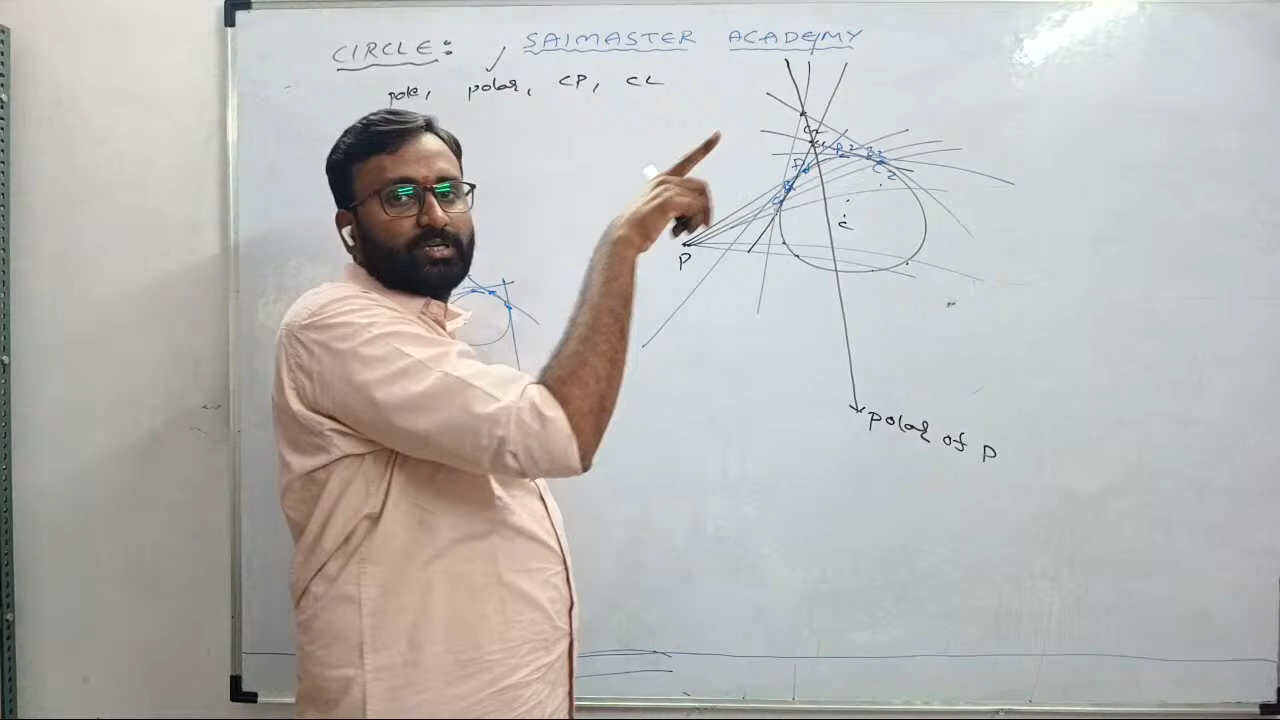 CIRCLE: SAIMASTER ACADEMY
pole, polar, CP, CL
P
C
polar of P